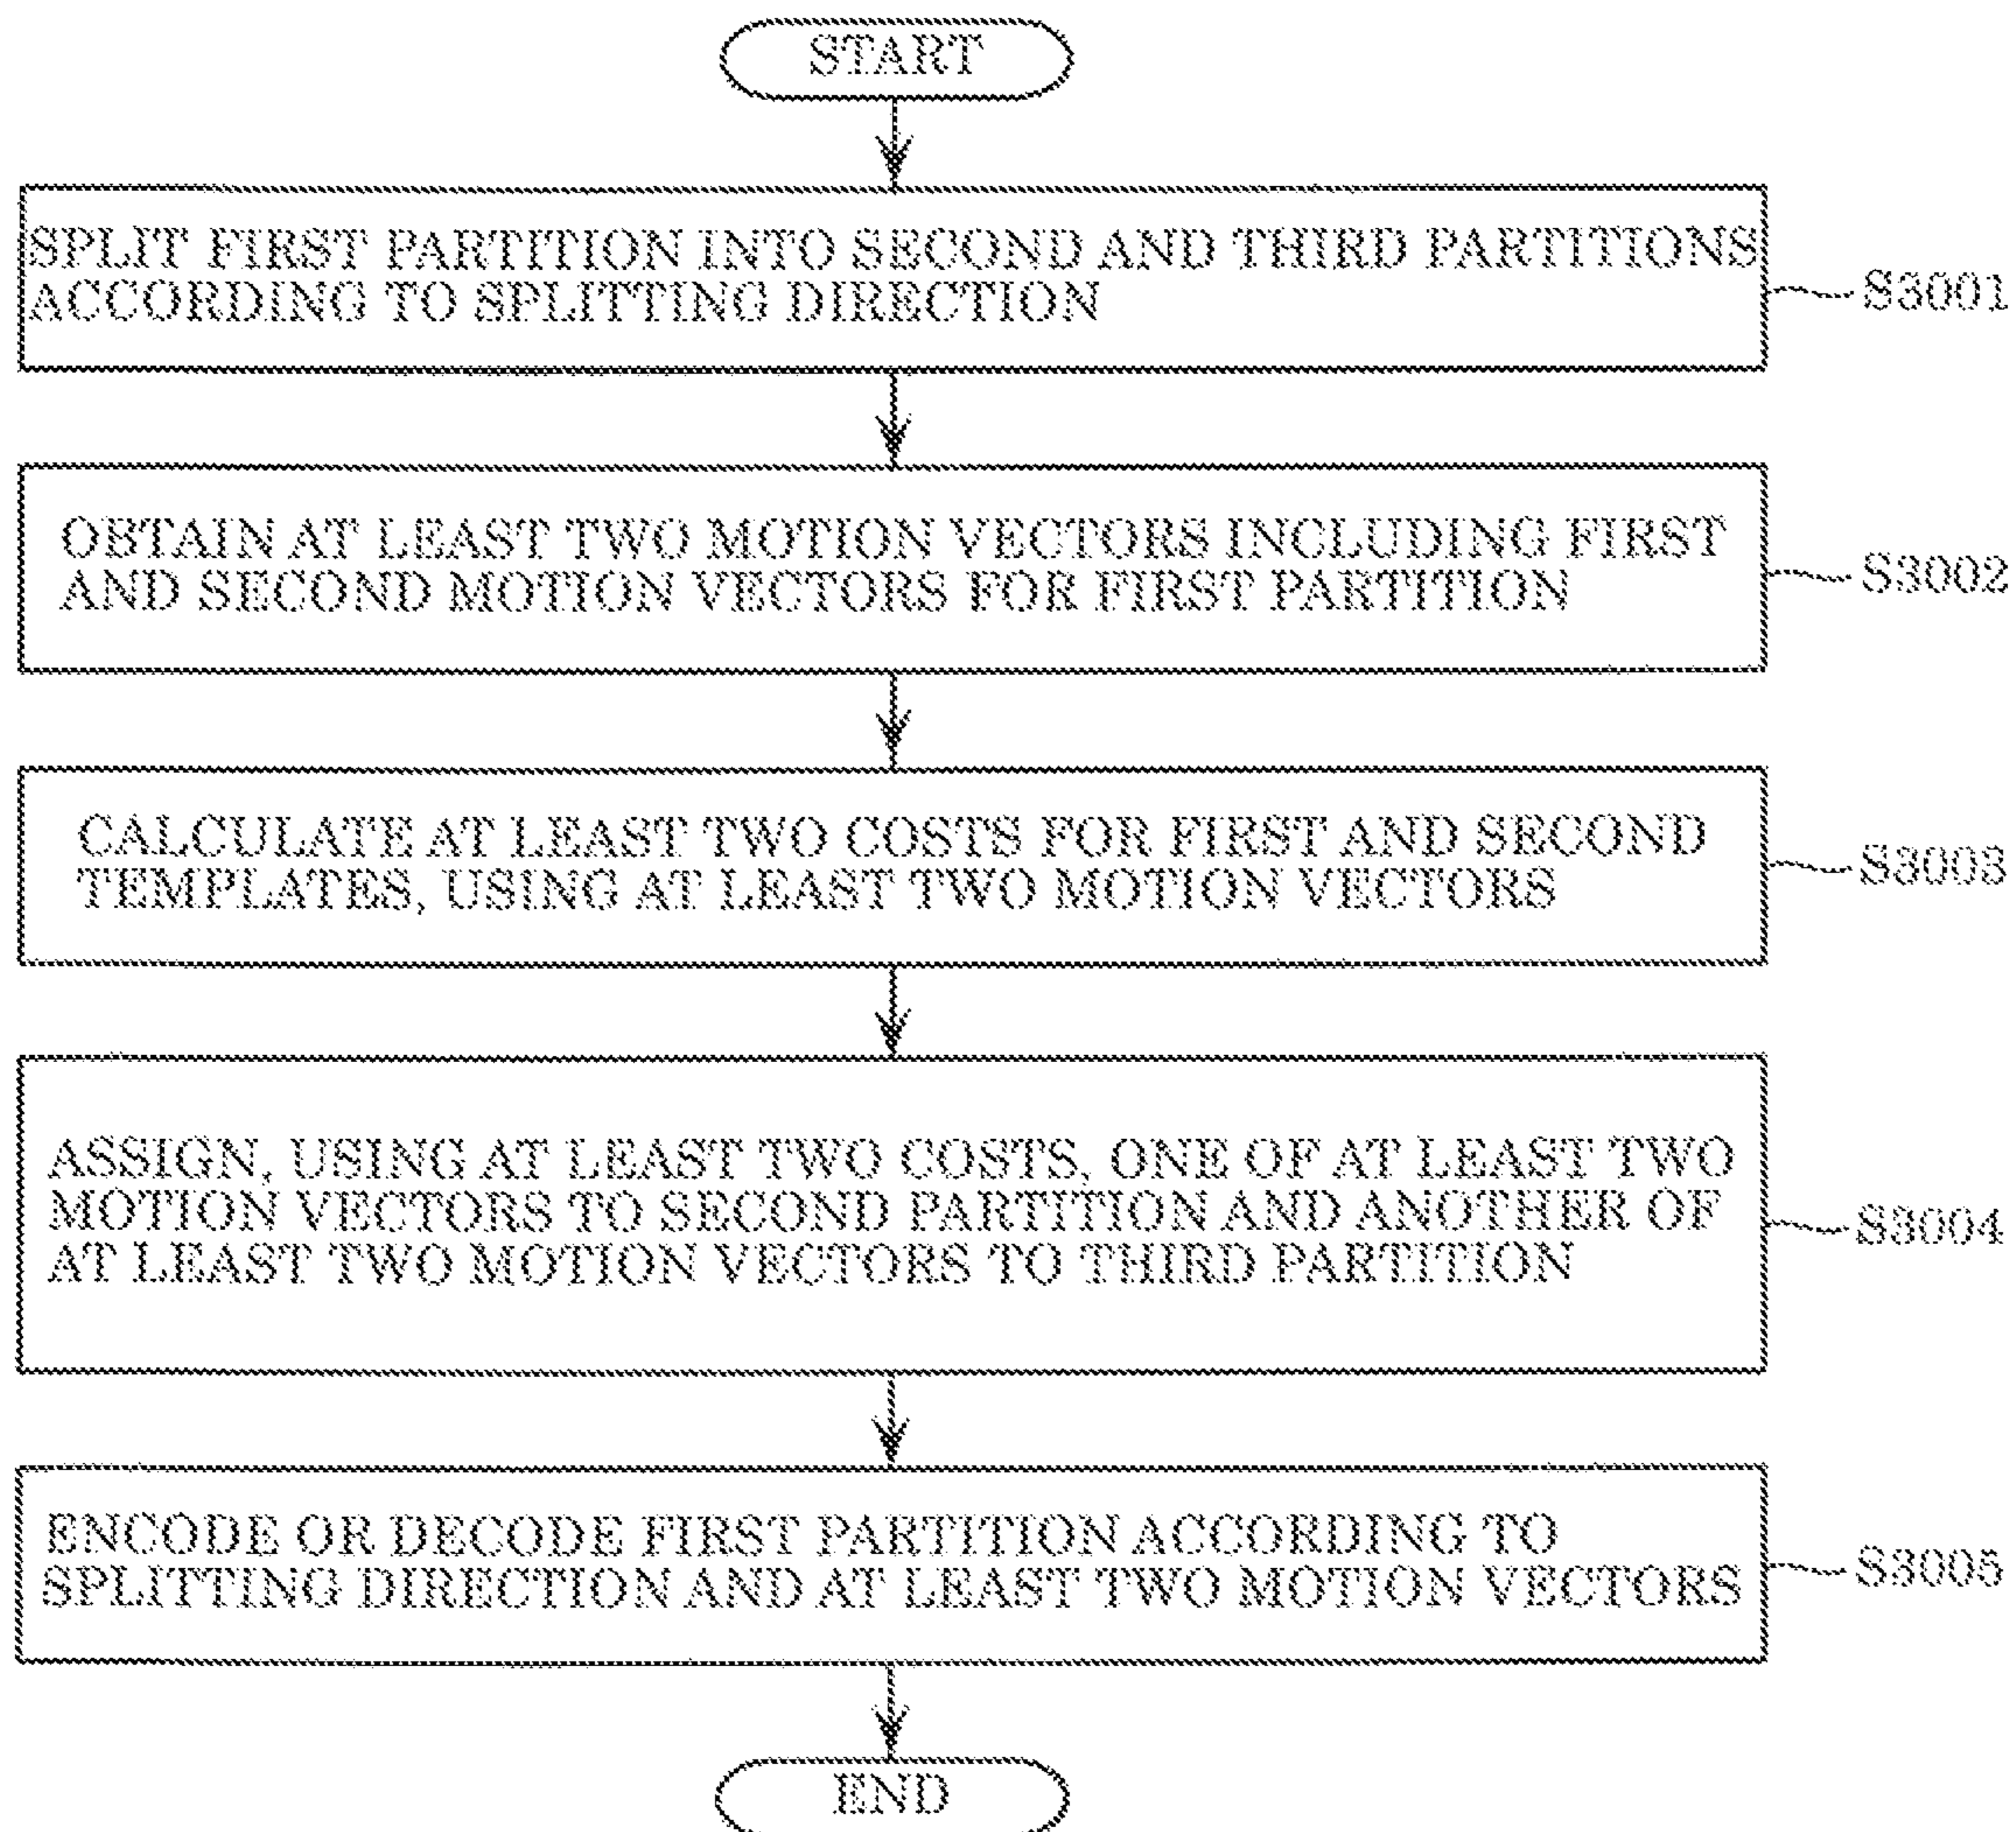 START
SPLIT FIRST PARTITION INTO SECOND AND THIRD PARTITIONS
ACCORDING TO SPLITTING DIRECTION
S3001
OBTAIN AT LEAST TWO MOTION VECTORS INCLUDING FIRST
AND SECOND MOTION VECTORS FOR FIRST PARTITION
S3002
CALCULATE AT LEAST TWO COSTS FOR FIRST AND SECOND
TEMPLATES, USING AT LEAST TWO MOTION VECTORS
S3003
ASSIGN, USING AT LEAST TWO COSTS, ONE OF AT LEAST TWO
MOTION VECTORS TO SECOND PARTITION AND ANOTHER OF
AT LEAST TWO MOTION VECTORS TO THIRD PARTITION
S3004
ENCODE OR DECODE FIRST PARTITION ACCORDING TO
SPLITTING DIRECTION AND AT LEAST TWO MOTION VECTORS
S3005
END